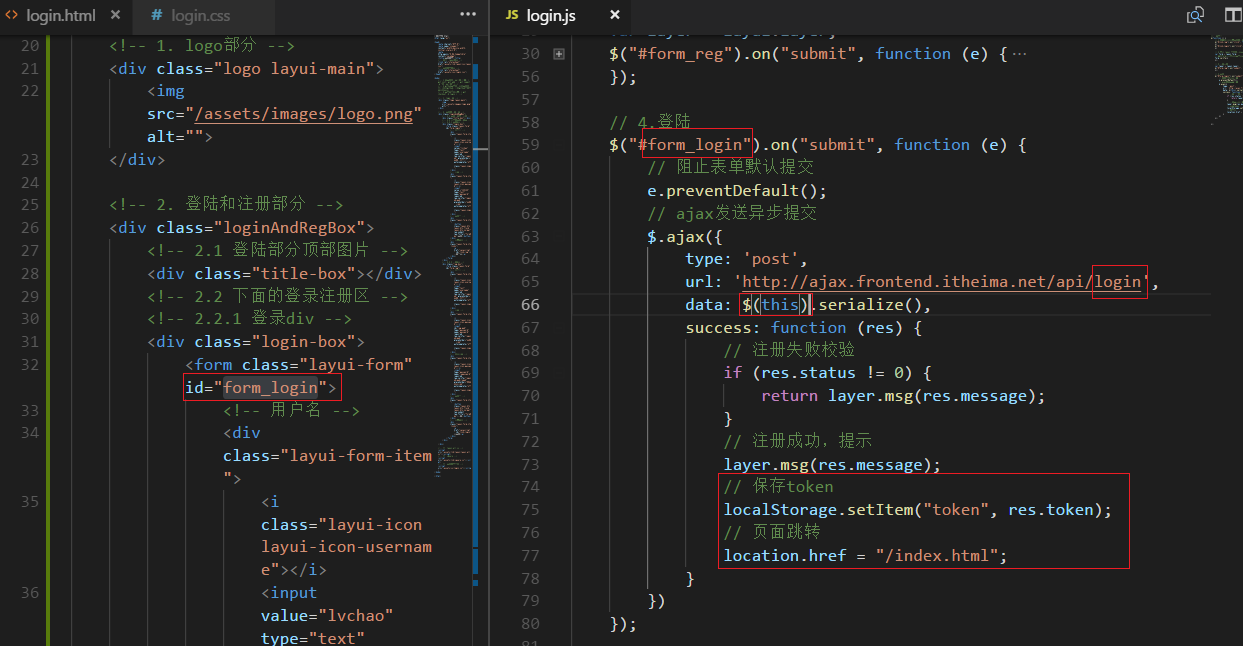 login.html ×
# login.css
...
20 <!-- 1. logo部分 -->
21 <div class="logo layui-main">
22 <img
src="/assets/images/logo.png"
alt="">
23 </div>
24
25 <!-- 2. 登陆和注册部分 -->
26 <div class="loginAndRegBox">
27 <!-- 2.1 登陆部分顶部图片 -->
28 <div class="title-box"></div>
29 <!-- 2.2 下面的登录注册区 -->
30 <!-- 2.2.1 登录div -->
31 <div class="login-box">
32 <form class="layui-form"
id="form_login">
33 <!-- 用户名 -->
34 <div
class="layui-form-item
">
35 <i
class="layui-icon
layui-icon-usernam
e"></i>
36 <input
value="lvchao"
type="text"
JS login.js ×
30 $("#form_reg").on("submit", function (e) {...
56 });
57
58 // 4.登陆
59 $("#form_login").on("submit", function (e) {
60 // 阻止表单默认提交
61 e.preventDefault();
62 // ajax发送异步提交
63 $.ajax({
64 type: 'post',
65 url: 'http://ajax.frontend.itheima.net/api/login',
66 data: $(this).serialize(),
67 success: function (res) {
68 // 注册失败校验
69 if (res.status != 0) {
70 return layer.msg(res.message);
71 }
72 // 注册成功，提示
73 layer.msg(res.message);
74 // 保存token
75 localStorage.setItem("token", res.token);
76 // 页面跳转
77 location.href = "/index.html";
78 }
79 })
80 });